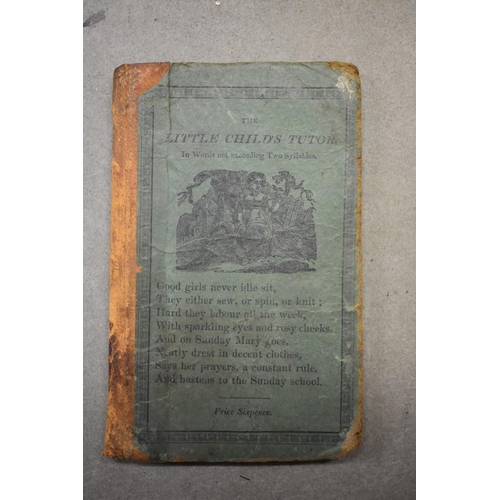 THE
LITTLE CHILD'S TUTOR,
In Words not exceeding Two Syllables.
Good girls never idle sit,
They either sew, or spin, or knit ;
Hard they labour all the week,
With sparkling eyes and rosy cheeks.
And on Sunday Mary goes,
Neatly drest in decent clothes,
Says her prayers, a constant rule,
And hastens to the Sunday school.
Price Sixpence.